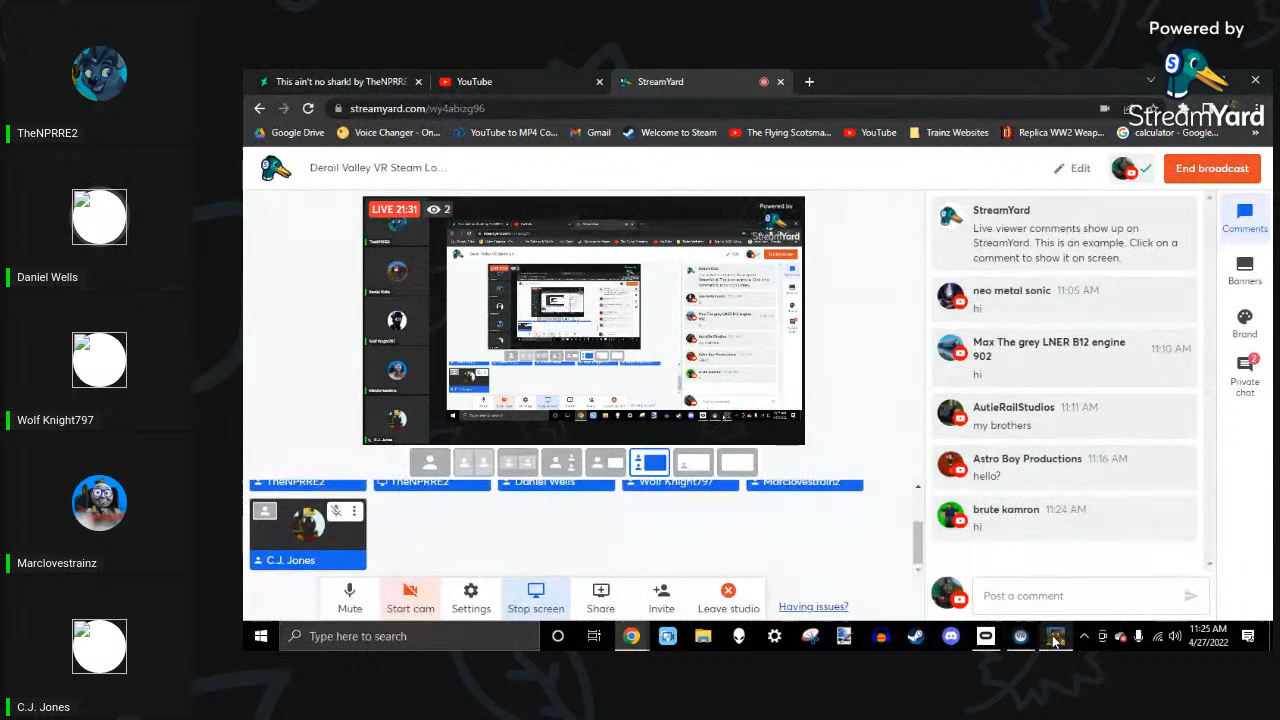 Powered by
StreamYard
TheNPRRE2
Daniel Wells
Wolf Knight797
Marclovestrainz
C.J. Jones
This ain't no shark! by TheNPRRE
YouTube
StreamYard
streamyard.com/wy4abizg96
Google Drive
Voice Changer - On...
YouTube to MP4 Co...
Gmail
Welcome to Steam
The Flying Scotsma...
YouTube
Trainz Websites
Replica WW2 Weap...
calculator - Google...
Derail Valley VR Steam Lo...
Edit
End broadcast
LIVE 21:31
2
Powered by
StreamYard
TheNPRRE2
TheNPRRE2
Daniel Wells
Wolf Knight797
Marclovestrainz
C.J. Jones
Mute
Start cam
Settings
Stop screen
Share
Invite
Leave studio
Having issues?
StreamYard
Live viewer comments show up on
StreamYard. This is an example. Click on a
comment to show it on screen.
neo metal sonic 11:05 AM
hi
Max The grey LNER B12 engine
902
11:10 AM
hi
AutieRailStudios 11:11 AM
my brothers
Astro Boy Productions 11:16 AM
hello?
brute kamron 11:24 AM
hi
Post a comment
Comments
Banners
Brand
2
Private
chat
Type here to search
11:25 AM
4/27/2022